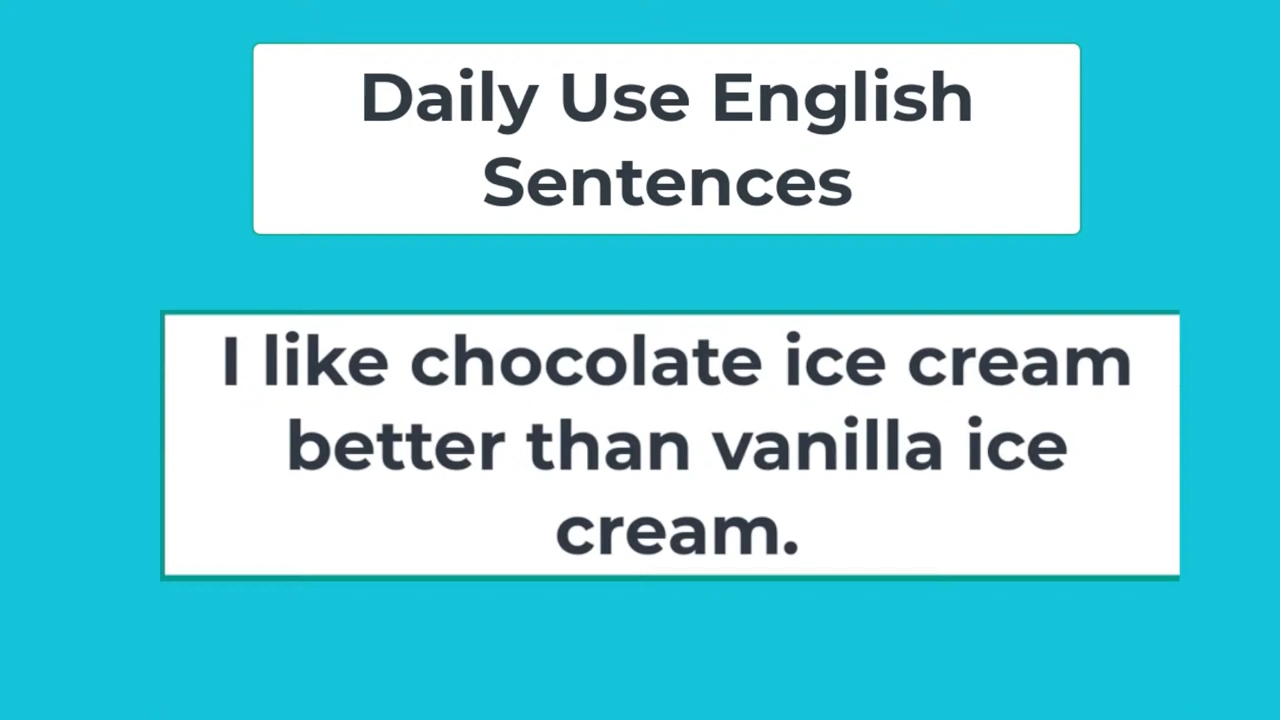 Daily Use English
Sentences
I like chocolate ice cream
better than vanilla ice
cream.